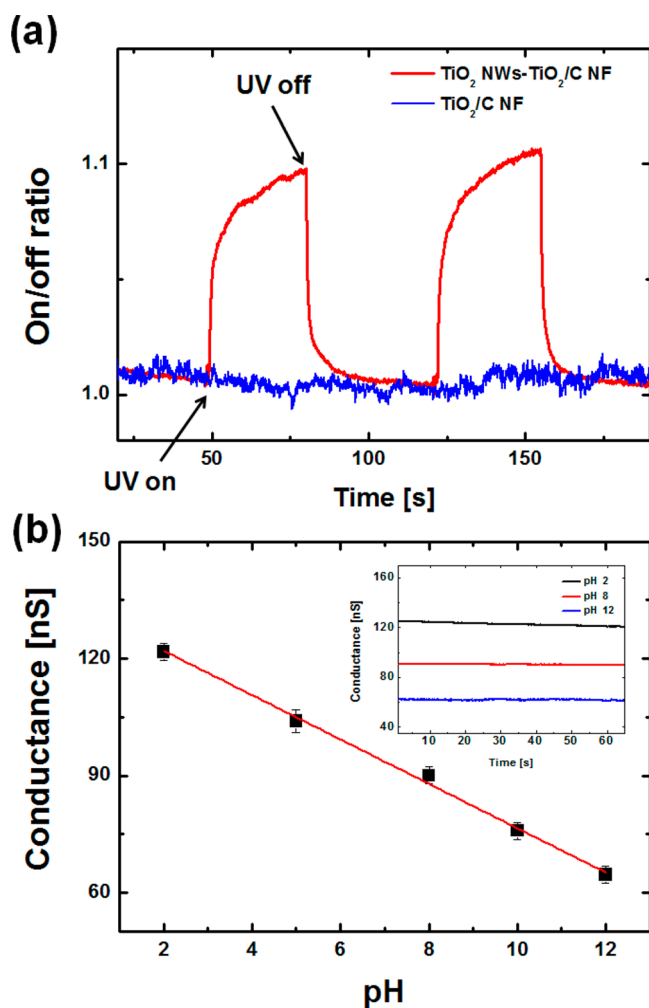 (a)
TiO2 NWs-TiO2/C NF
TiO2/C NF
UV off
1.1
1.0
On/off ratio
UV on
50
100
150
Time [s]
(b)
150
120
90
60
Conductance [nS]
160
120
80
40
Conductance [nS]
pH 2
pH 8
pH 12
10 20 30 40 50 60
Time [s]
2 4 6 8 10 12
pH